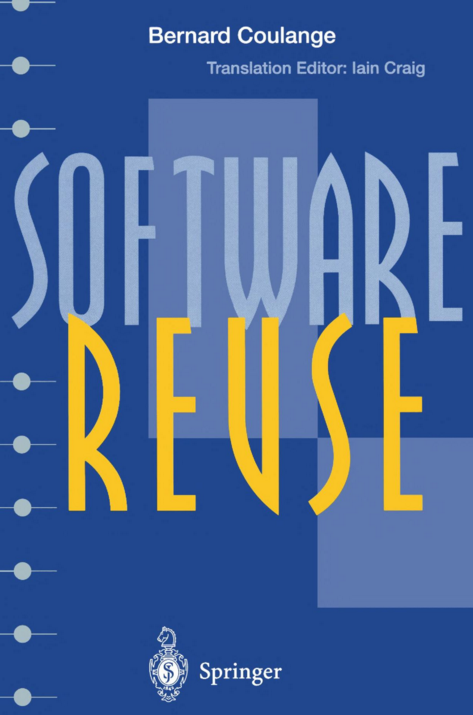 Bernard Coulange
Translation Editor: Iain Craig
SOFTWARE
REUSE
Springer